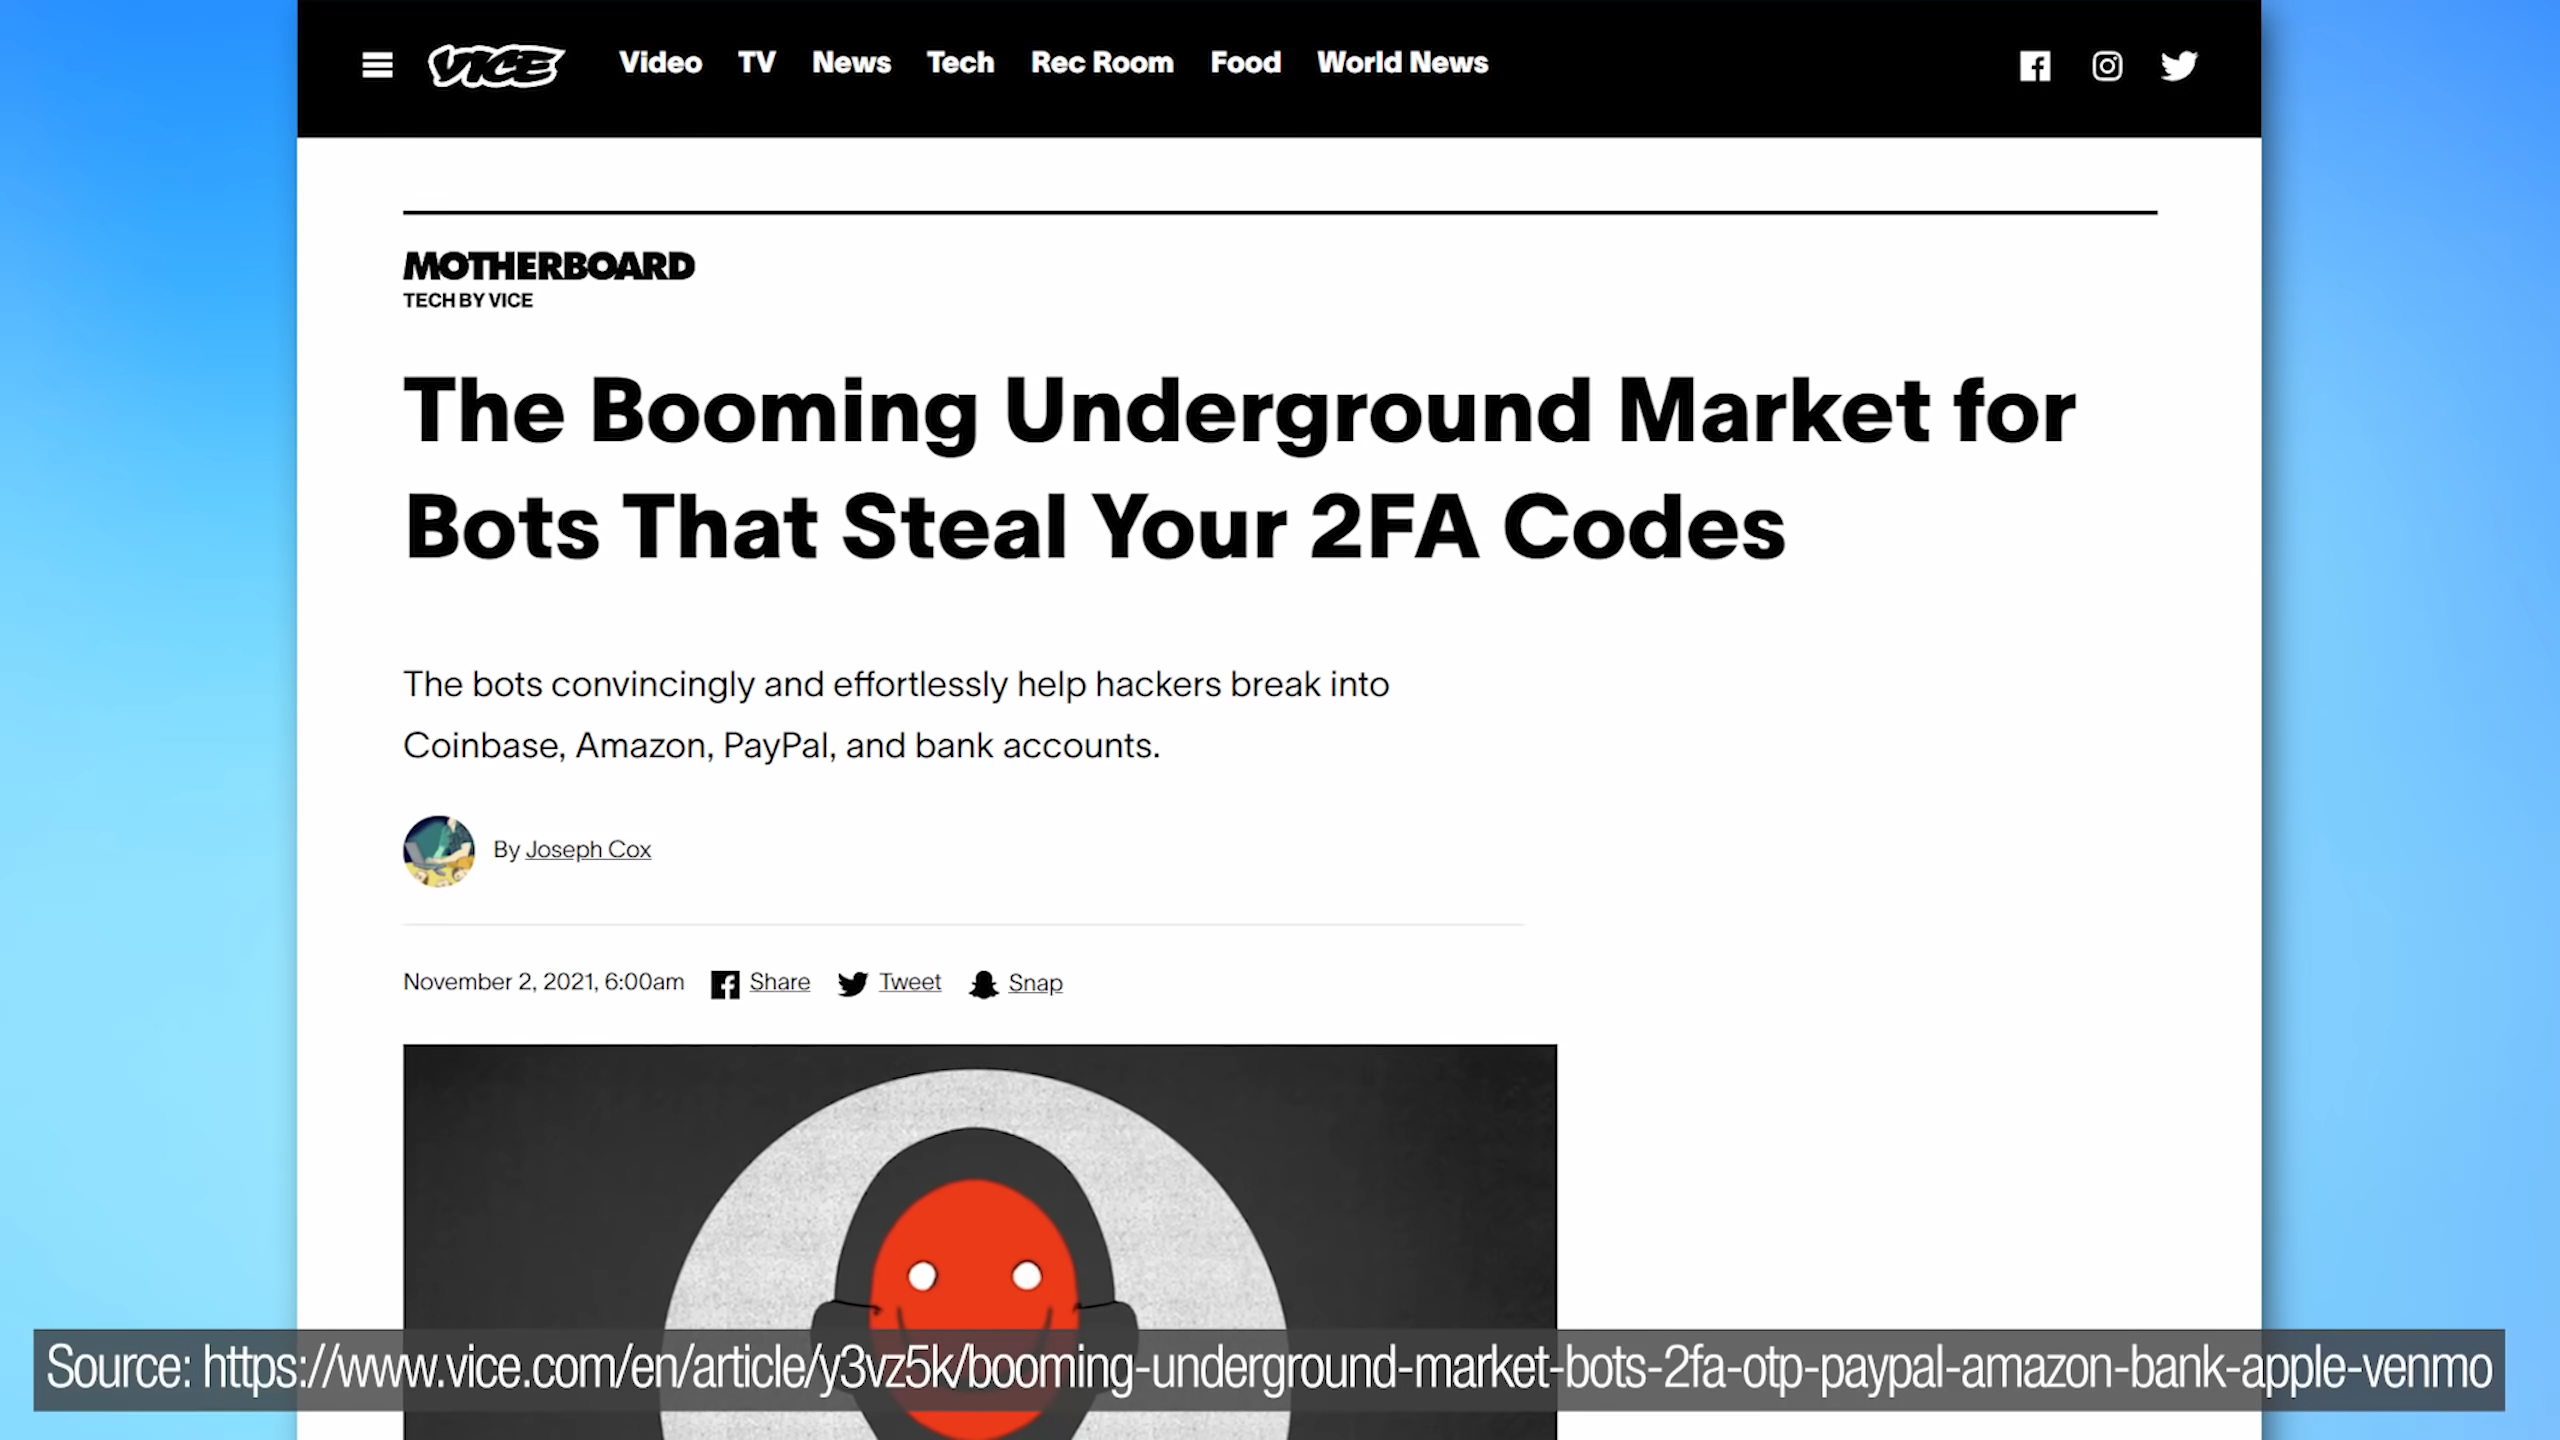 VICE Video TV News Tech Rec Room Food World News
MOTHERBOARD
TECH BY VICE
The Booming Underground Market for
Bots That Steal Your 2FA Codes
The bots convincingly and effortlessly help hackers break into
Coinbase, Amazon, PayPal, and bank accounts.
By Joseph Cox
November 2, 2021, 6:00am Share Tweet Snap
Source: https://www.vice.com/en/article/y3vz5k/booming-underground-market-bots-2fa-otp-paypal-amazon-bank-apple-venmo